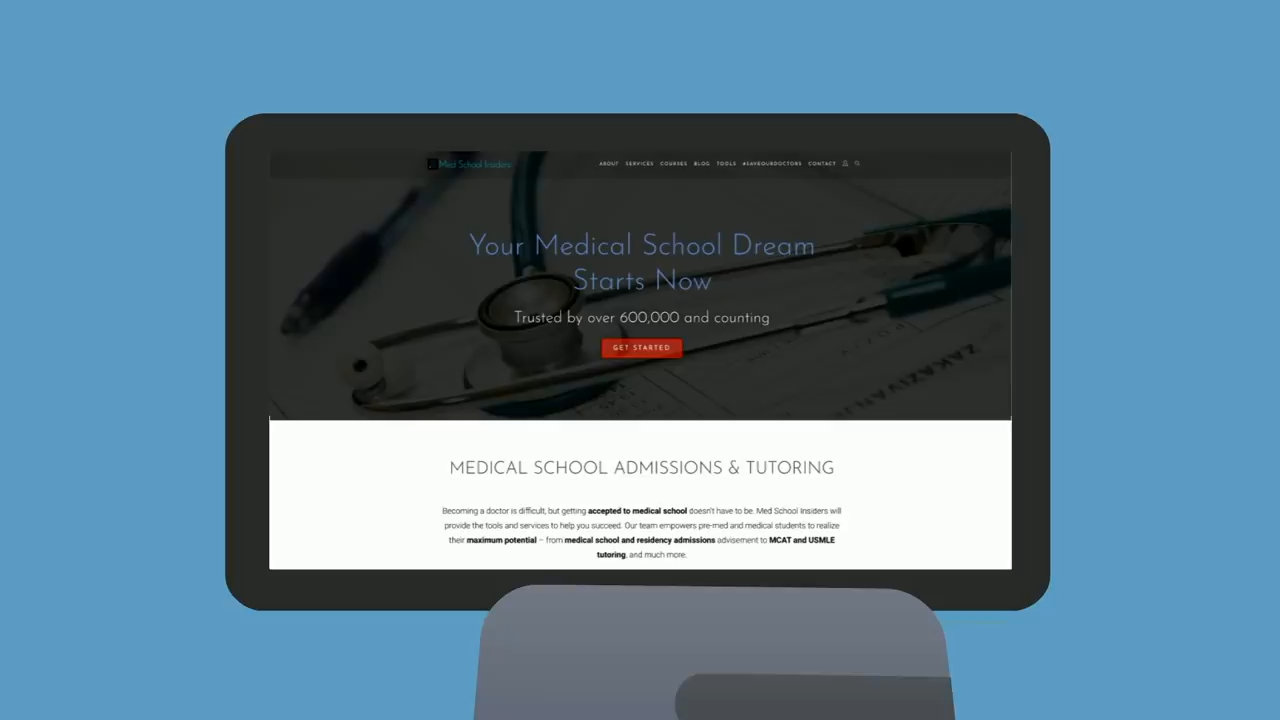 Med School Insiders
ABOUT SERVICES COURSES BLOG TOOLS #SAVEOURDOCTORS CONTACT
Your Medical School Dream
Starts Now
Trusted by over 600,000 and counting
GET STARTED
ZAKAZIVANJ
MEDICAL SCHOOL ADMISSIONS & TUTORING
Becoming a doctor is difficult, but getting accepted to medical school doesn't have to be. Med School Insiders will
provide the tools and services to help you succeed. Our team empowers pre-med and medical students to realize
their maximum potential – from medical school and residency admissions advisement to MCAT and USMLE
tutoring, and much more.